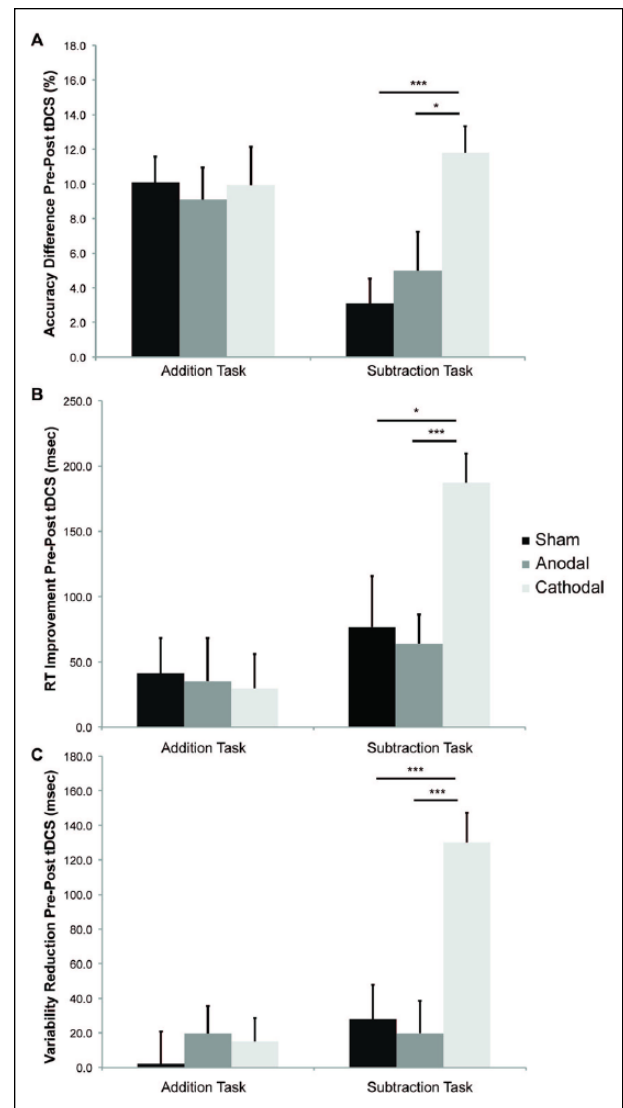 A
Accuracy Difference Pre-Post tDCS (%)
18.0
16.0
14.0
12.0
10.0
8.0
6.0
4.0
2.0
0.0
***
*
Addition Task
Subtraction Task
B
RT Improvement Pre-Post tDCS (msec)
250.0
200.0
150.0
100.0
50.0
0.0
*
***
Addition Task
Subtraction Task
Sham
Anodal
Cathodal
C
Variability Reduction Pre-Post tDCS (msec)
180.0
160.0
140.0
120.0
100.0
80.0
60.0
40.0
20.0
0.0
***
***
Addition Task
Subtraction Task